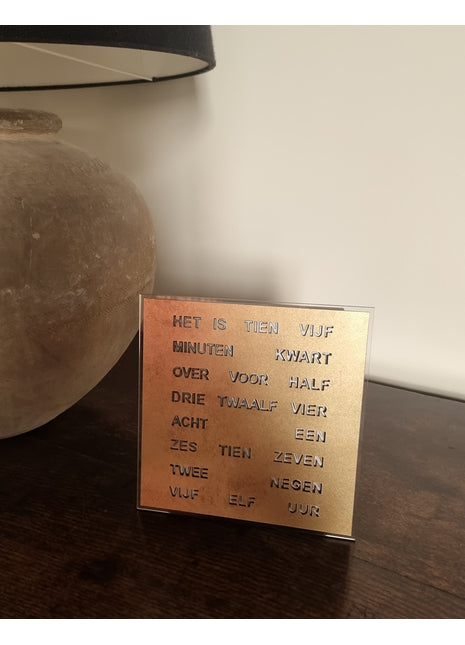 HET IS TIEN VIJF
MINUTEN KWART
OVER VOOR HALF
DRIE TWAALF VIER
ACHT EEN
ZES TIEN ZEVEN
TWEE NEGEN
VIJF ELF UUR